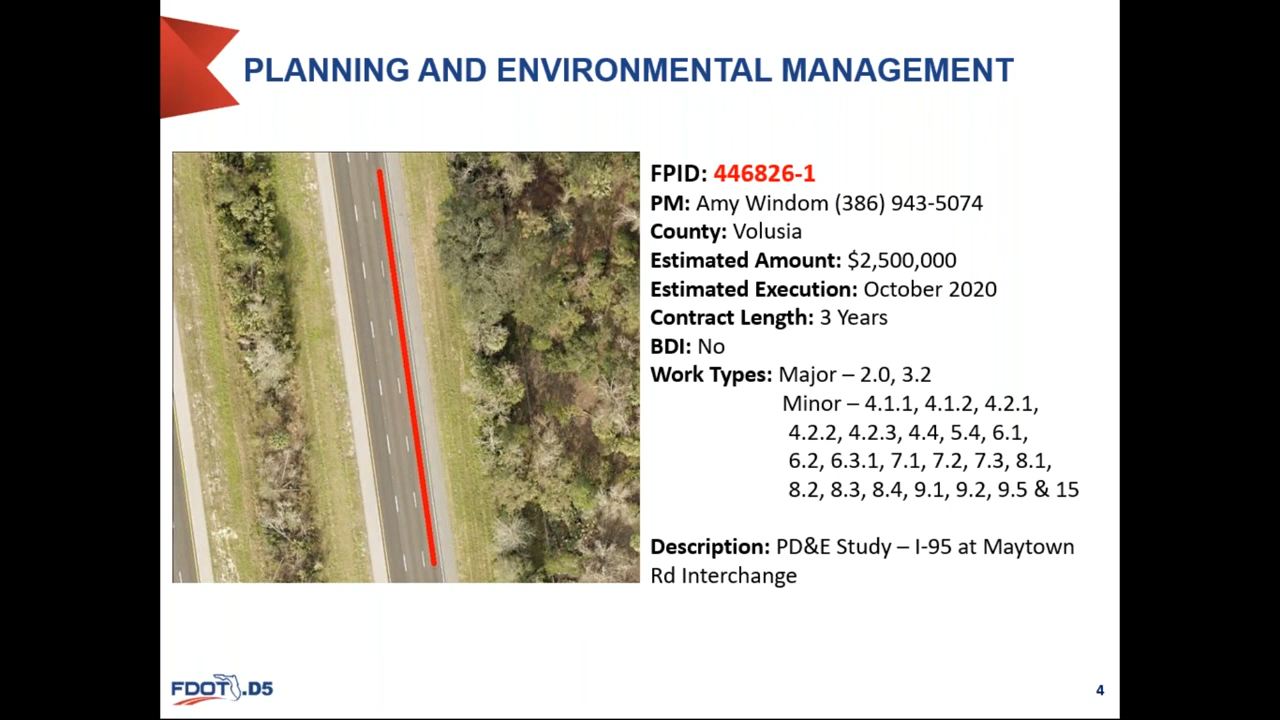 PLANNING AND ENVIRONMENTAL MANAGEMENT
FPID: 446826-1
PM: Amy Windom (386) 943-5074
County: Volusia
Estimated Amount: $2,500,000
Estimated Execution: October 2020
Contract Length: 3 Years
BDI: No
Work Types: Major – 2.0, 3.2
Minor – 4.1.1, 4.1.2, 4.2.1,
4.2.2, 4.2.3, 4.4, 5.4, 6.1,
6.2, 6.3.1, 7.1, 7.2, 7.3, 8.1,
8.2, 8.3, 8.4, 9.1, 9.2, 9.5 & 15
Description: PD&E Study – I-95 at Maytown
Rd Interchange
FDOT.D5
4